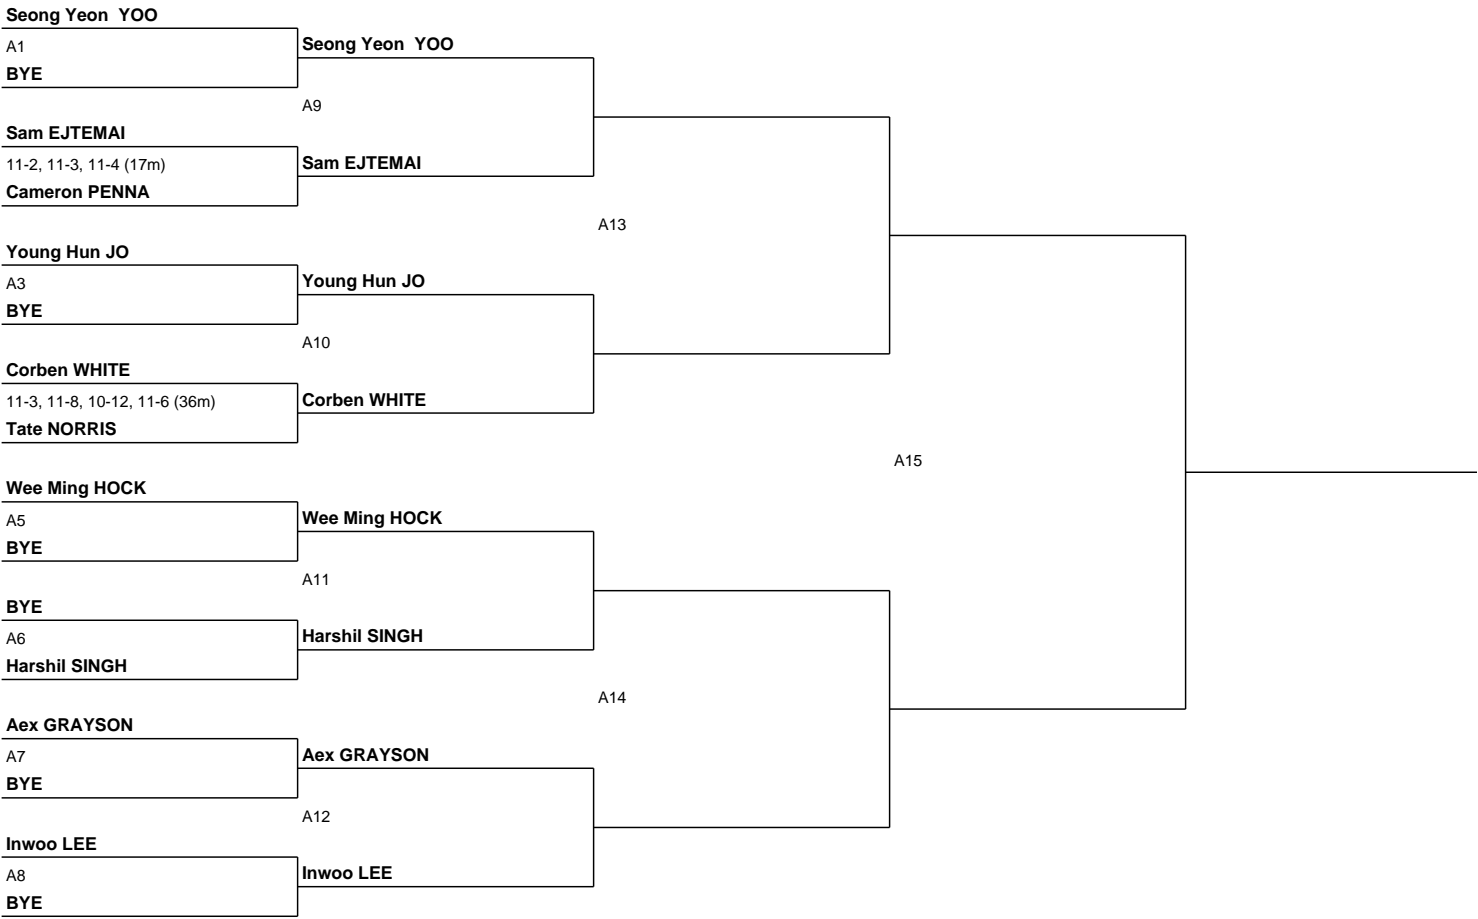 Seong Yeon  YOO
A1
BYE
Seong Yeon  YOO
A9
Sam EJTEMAI
11-2, 11-3, 11-4 (17m)
Cameron PENNA
Sam EJTEMAI
A13
Young Hun JO
A3
BYE
Young Hun JO
A10
Corben WHITE
11-3, 11-8, 10-12, 11-6 (36m)
Tate NORRIS
Corben WHITE
A15
Wee Ming HOCK
A5
BYE
Wee Ming HOCK
A11
BYE
A6
Harshil SINGH
Harshil SINGH
A14
Aex GRAYSON
A7
BYE
Aex GRAYSON
A12
Inwoo LEE
A8
BYE
Inwoo LEE